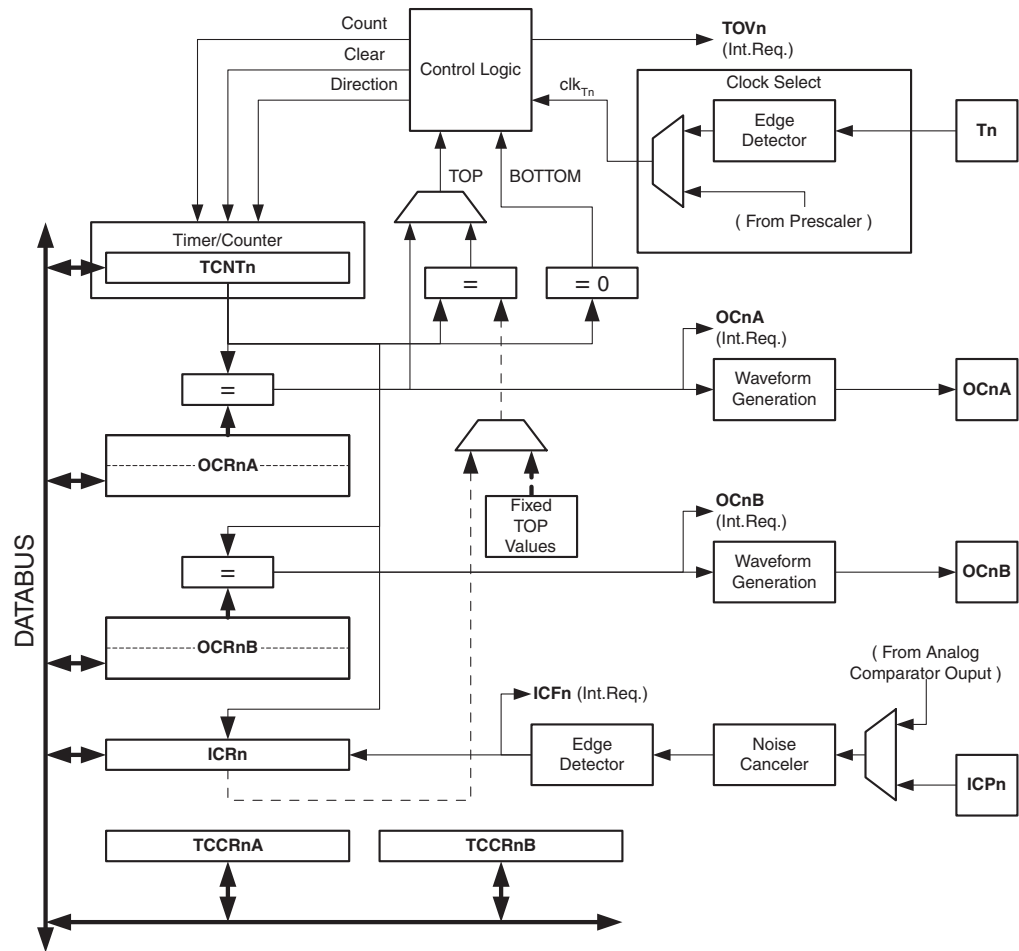 Count
Clear
Direction
Control Logic
TOVn
(Int.Req.)
clkTn
Clock Select
Edge
Detector
Tn
( From Prescaler )
TOP
BOTTOM
Timer/Counter
TCNTn
=
= 0
OCnA
(Int.Req.)
=
Waveform
Generation
OCnA
OCRnA
Fixed
TOP
Values
OCnB
(Int.Req.)
=
Waveform
Generation
OCnB
OCRnB
DATABUS
( From Analog
Comparator Ouput )
ICFn (Int.Req.)
ICRn
Edge
Detector
Noise
Canceler
ICPn
TCCRnA
TCCRnB